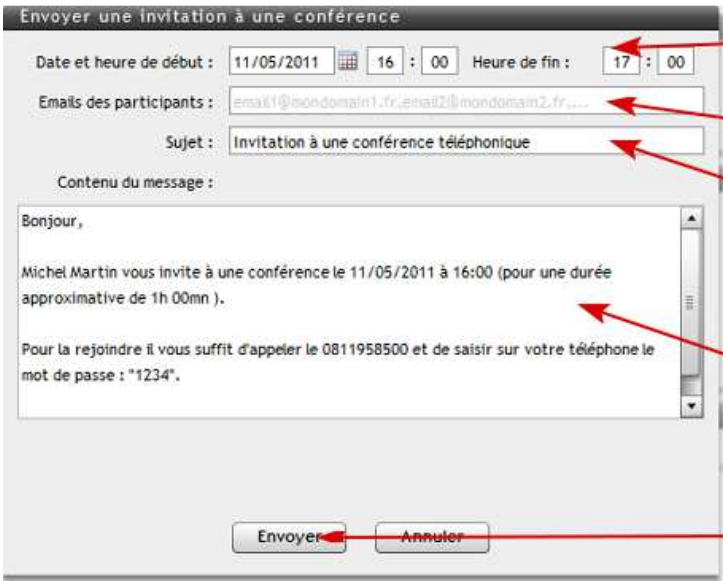 Envoyer une invitation à une conférence
Date et heure de début : 11/05/2011 16 : 00 Heure de fin : 17 : 00
Emails des participants : email1@mondomain1.fr,email2@mondomain2.fr,...
Sujet : Invitation à une conférence téléphonique
Contenu du message :
Bonjour,
Michel Martin vous invite à une conférence le 11/05/2011 à 16:00 (pour une durée
approximative de 1h 00mn ).
Pour la rejoindre il vous suffit d'appeler le 0811958500 et de saisir sur votre téléphone le
mot de passe : "1234".
Envoyer Annuler